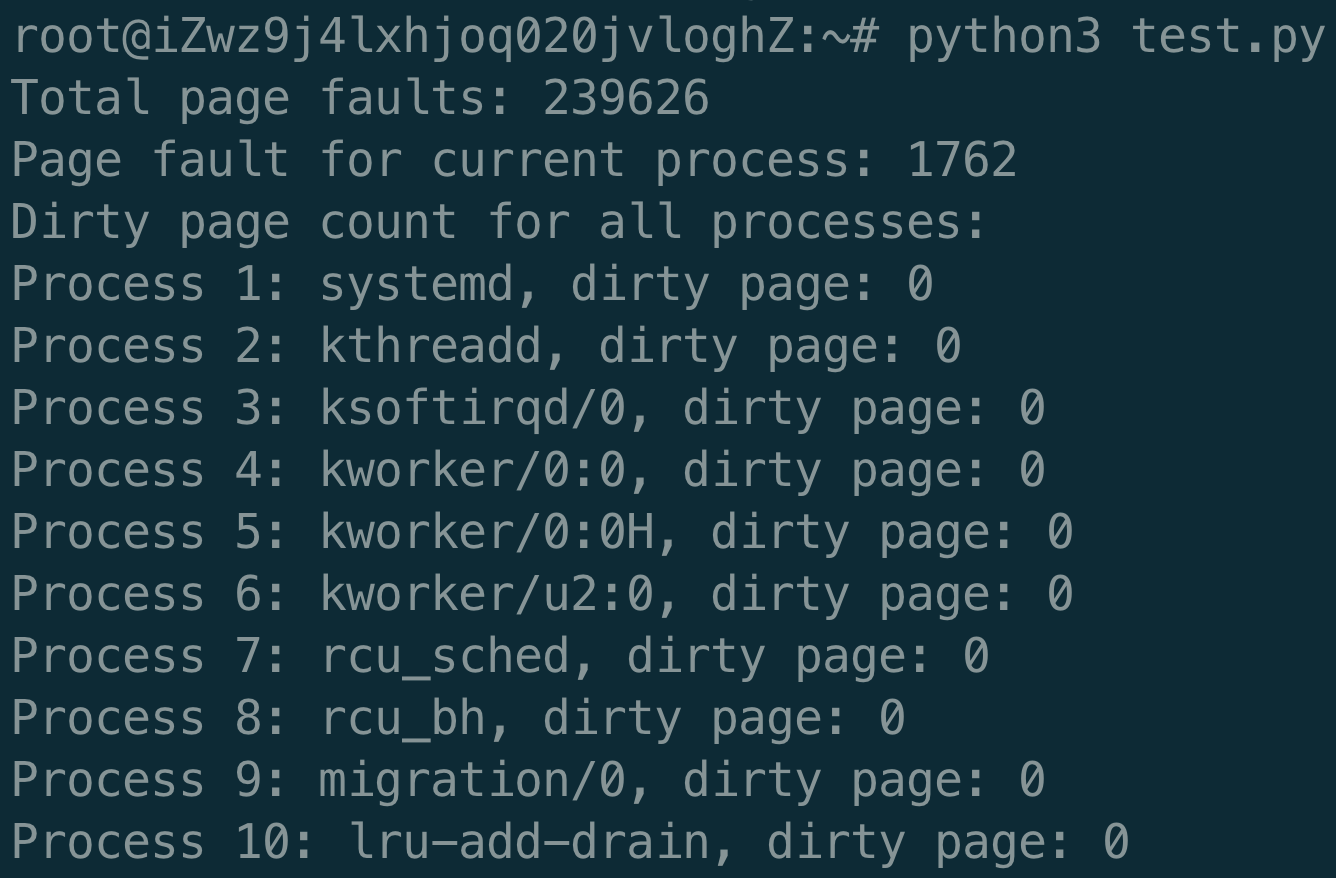 root@iZwz9j4lxhjoq020jvloghZ:~# python3 test.py
Total page faults: 239626
Page fault for current process: 1762
Dirty page count for all processes:
Process 1: systemd, dirty page: 0
Process 2: kthreadd, dirty page: 0
Process 3: ksoftirqd/0, dirty page: 0
Process 4: kworker/0:0, dirty page: 0
Process 5: kworker/0:0H, dirty page: 0
Process 6: kworker/u2:0, dirty page: 0
Process 7: rcu_sched, dirty page: 0
Process 8: rcu_bh, dirty page: 0
Process 9: migration/0, dirty page: 0
Process 10: lru-add-drain, dirty page: 0